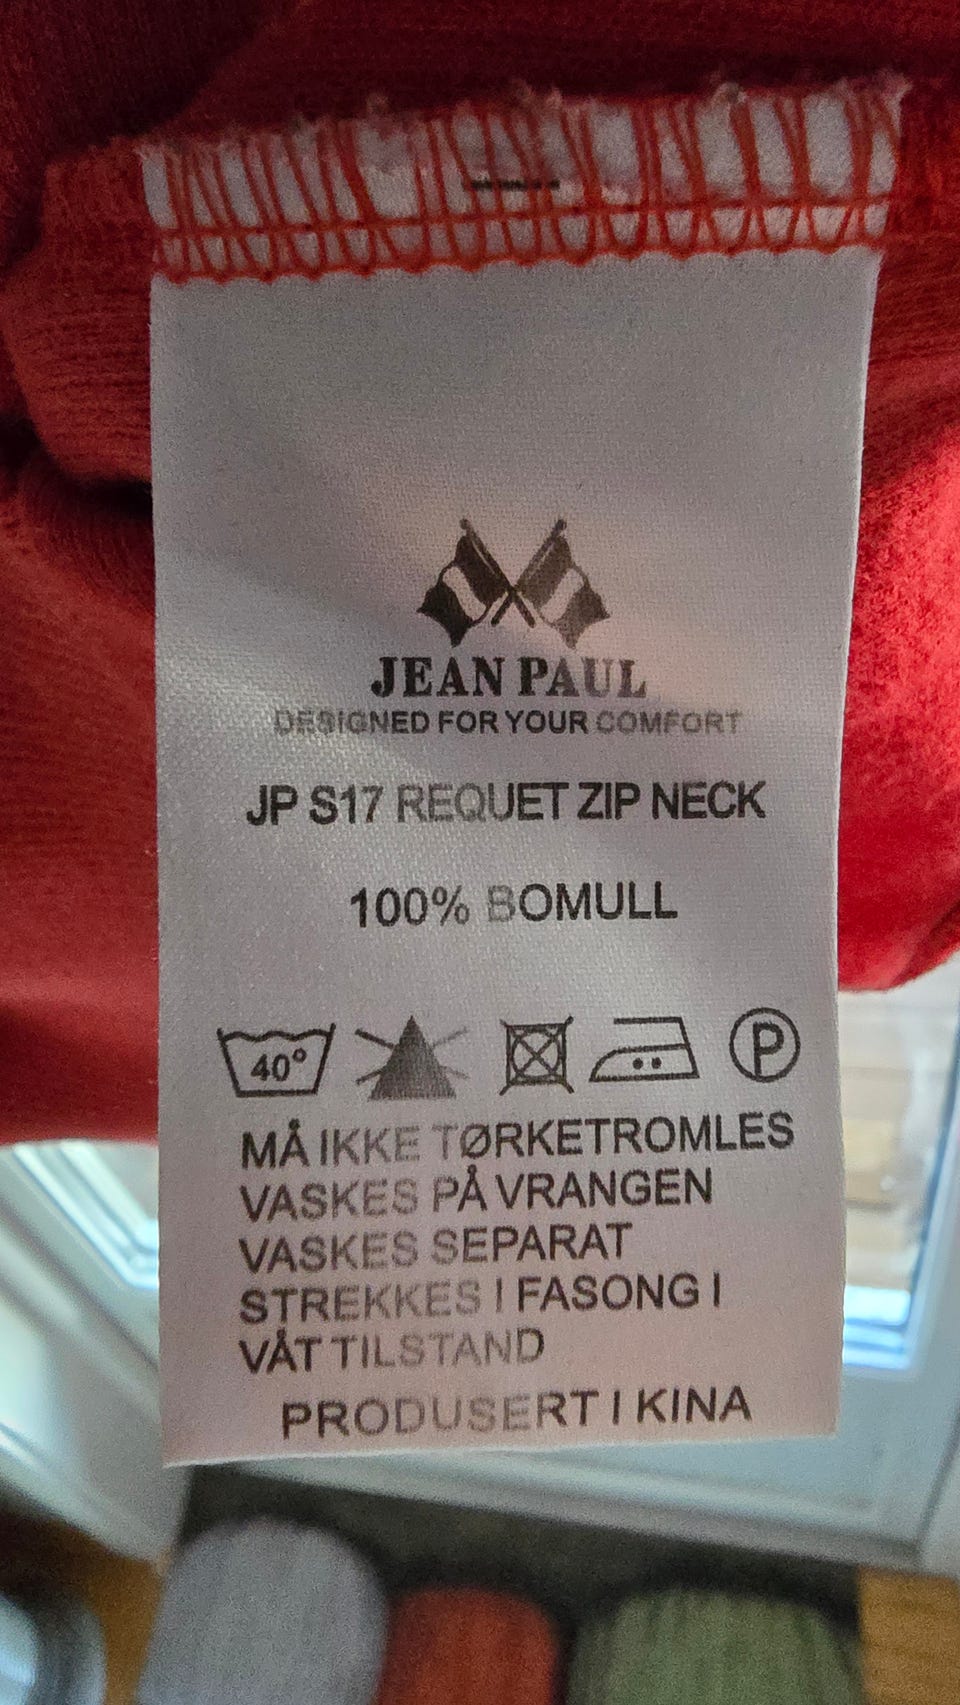 JEAN PAUL
DESIGNED FOR YOUR COMFORT
JP S17 REQUET ZIP NECK
100% BOMULL
40°
P
MÅ IKKE TØRKETROMLES
VASKES PÅ VRANGEN
VASKES SEPARAT
STREKKES I FASONG I
VÅT TILSTAND
PRODUSERT I KINA